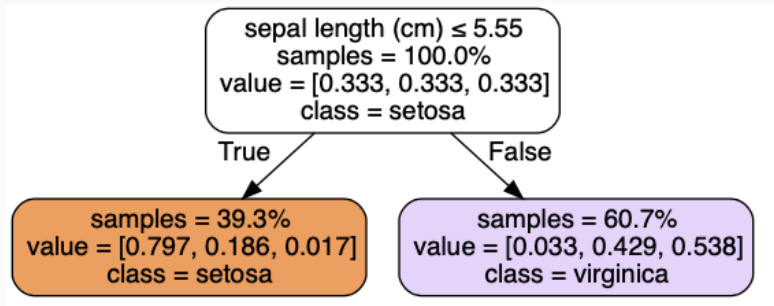 sepal length (cm) ≤ 5.55
samples = 100.0%
value = [0.333, 0.333, 0.333]
class = setosa
True
False
samples = 39.3%
value = [0.797, 0.186, 0.017]
class = setosa
samples = 60.7%
value = [0.033, 0.429, 0.538]
class = virginica